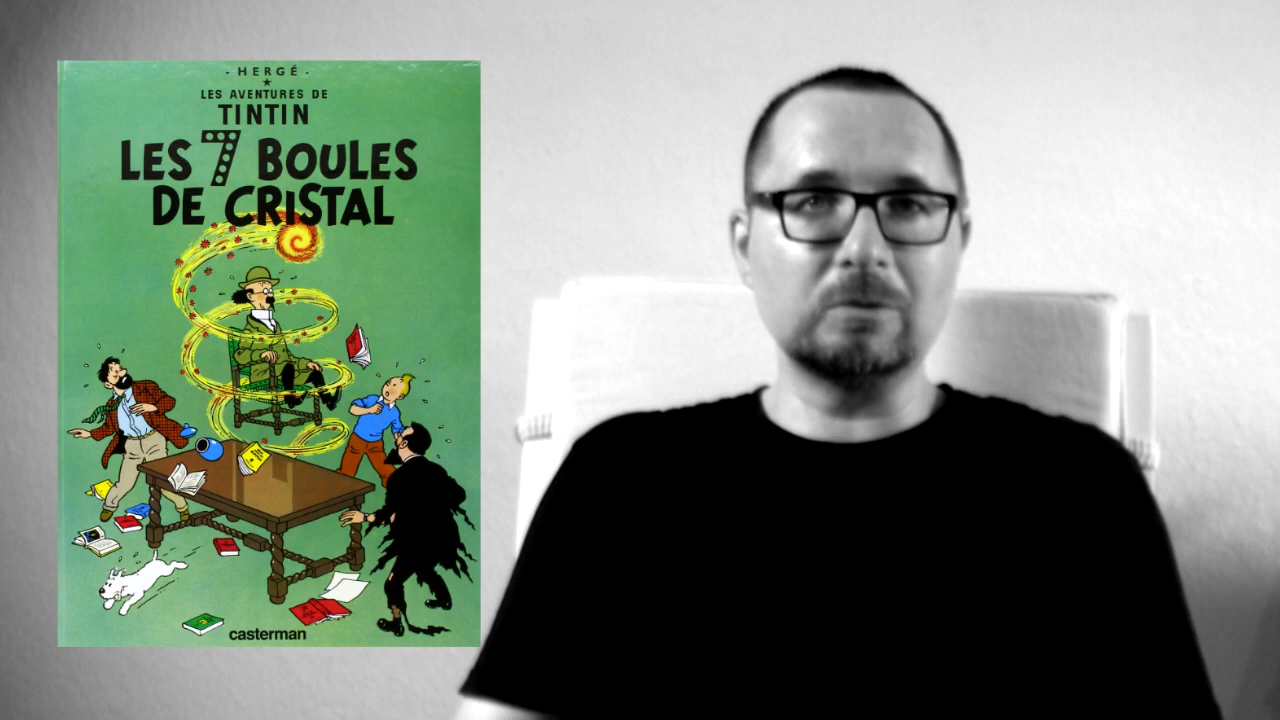 - HERGÉ -
LES AVENTURES DE
TINTIN
LES 7 BOULES
DE CRISTAL
casterman